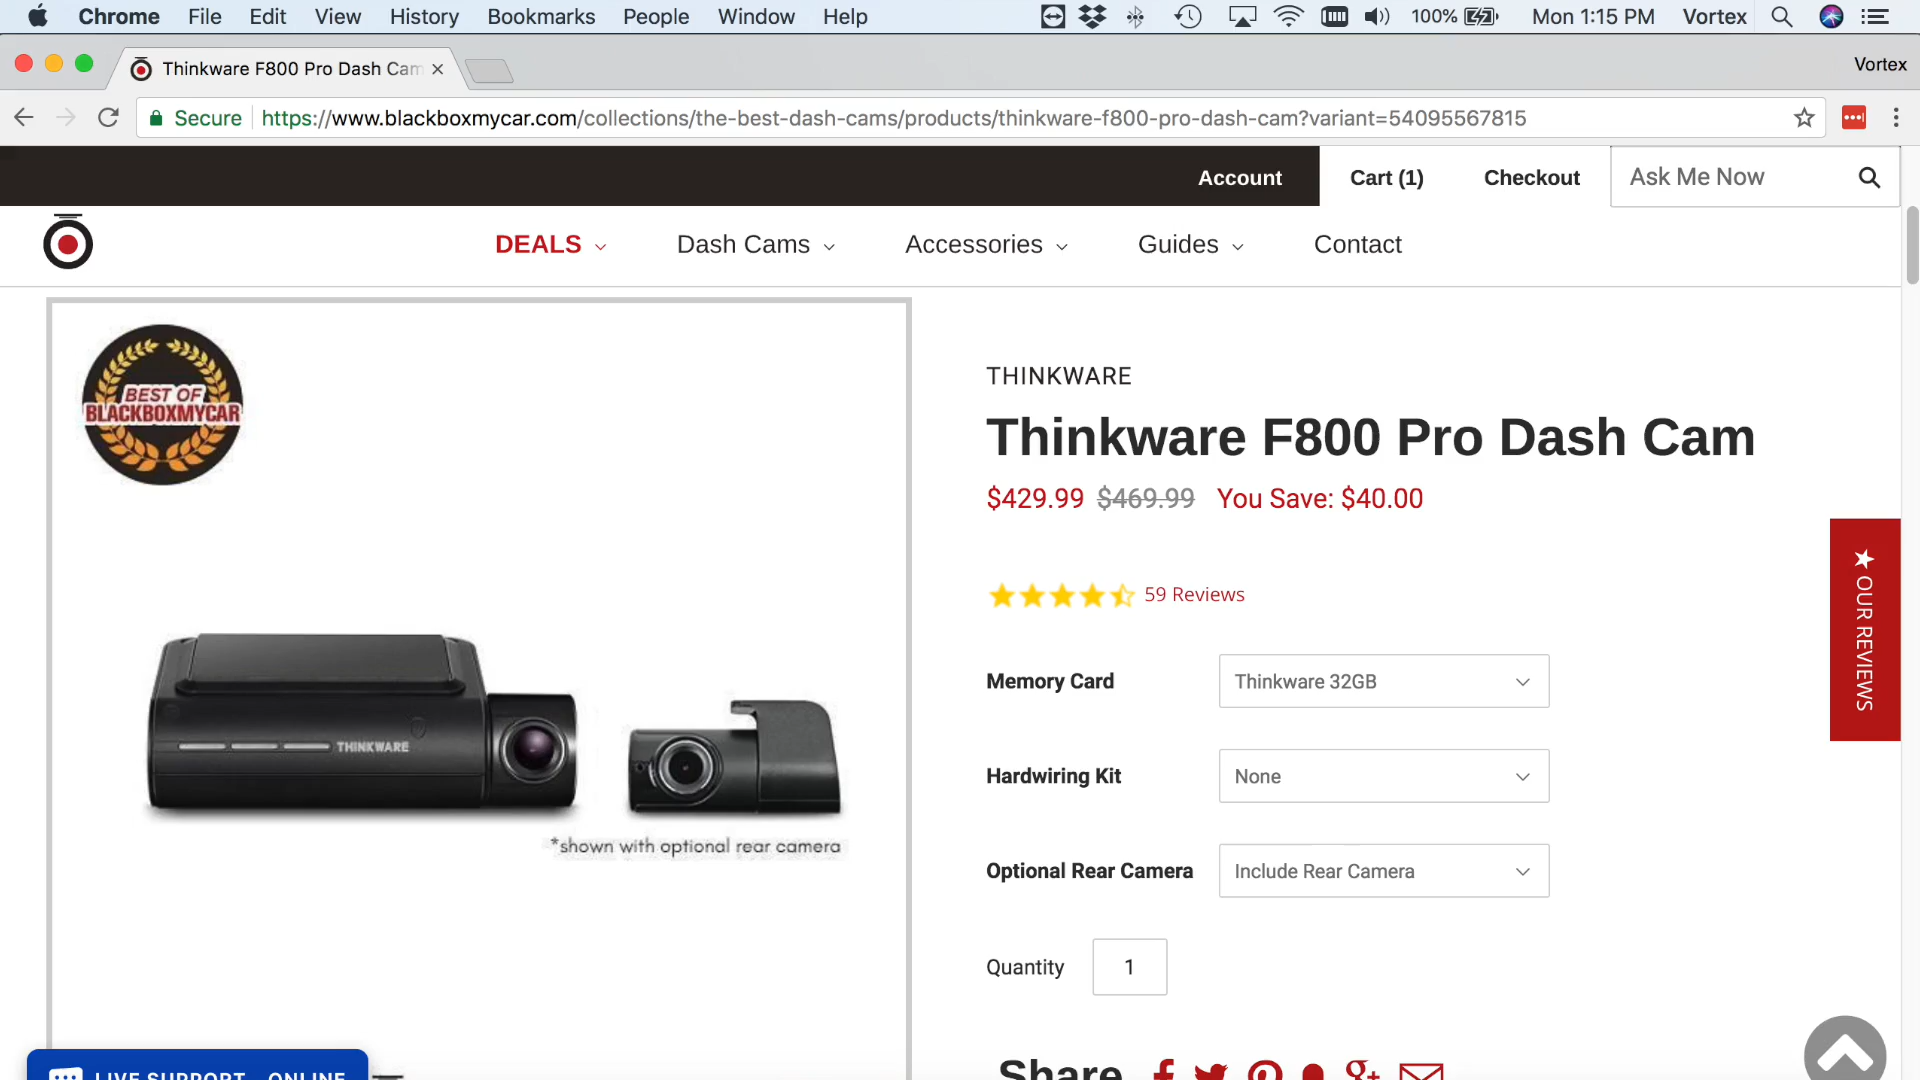 Chrome File Edit View History Bookmarks People Window Help 100% Mon 1:15 PM Vortex
Thinkware F800 Pro Dash Cam
Vortex
Secure https://www.blackboxmycar.com/collections/the-best-dash-cams/products/thinkware-f800-pro-dash-cam?variant=54095567815
Account Cart (1) Checkout Ask Me Now
DEALS Dash Cams Accessories Guides Contact
BEST OF
BLACKBOXMYCAR
THINKWARE
*shown with optional rear camera
THINKWARE
Thinkware F800 Pro Dash Cam
$429.99 $469.99 You Save: $40.00
59 Reviews
Memory Card Thinkware 32GB
Hardwiring Kit None
Optional Rear Camera Include Rear Camera
Quantity 1
Share
★ OUR REVIEWS
LIVE SUPPORT - ONLINE